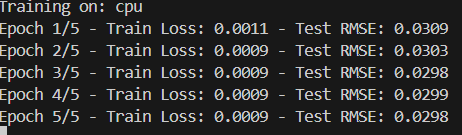 Training on: cpu
Epoch 1/5 - Train Loss: 0.0011 - Test RMSE: 0.0309
Epoch 2/5 - Train Loss: 0.0009 - Test RMSE: 0.0303
Epoch 3/5 - Train Loss: 0.0009 - Test RMSE: 0.0298
Epoch 4/5 - Train Loss: 0.0009 - Test RMSE: 0.0299
Epoch 5/5 - Train Loss: 0.0009 - Test RMSE: 0.0298